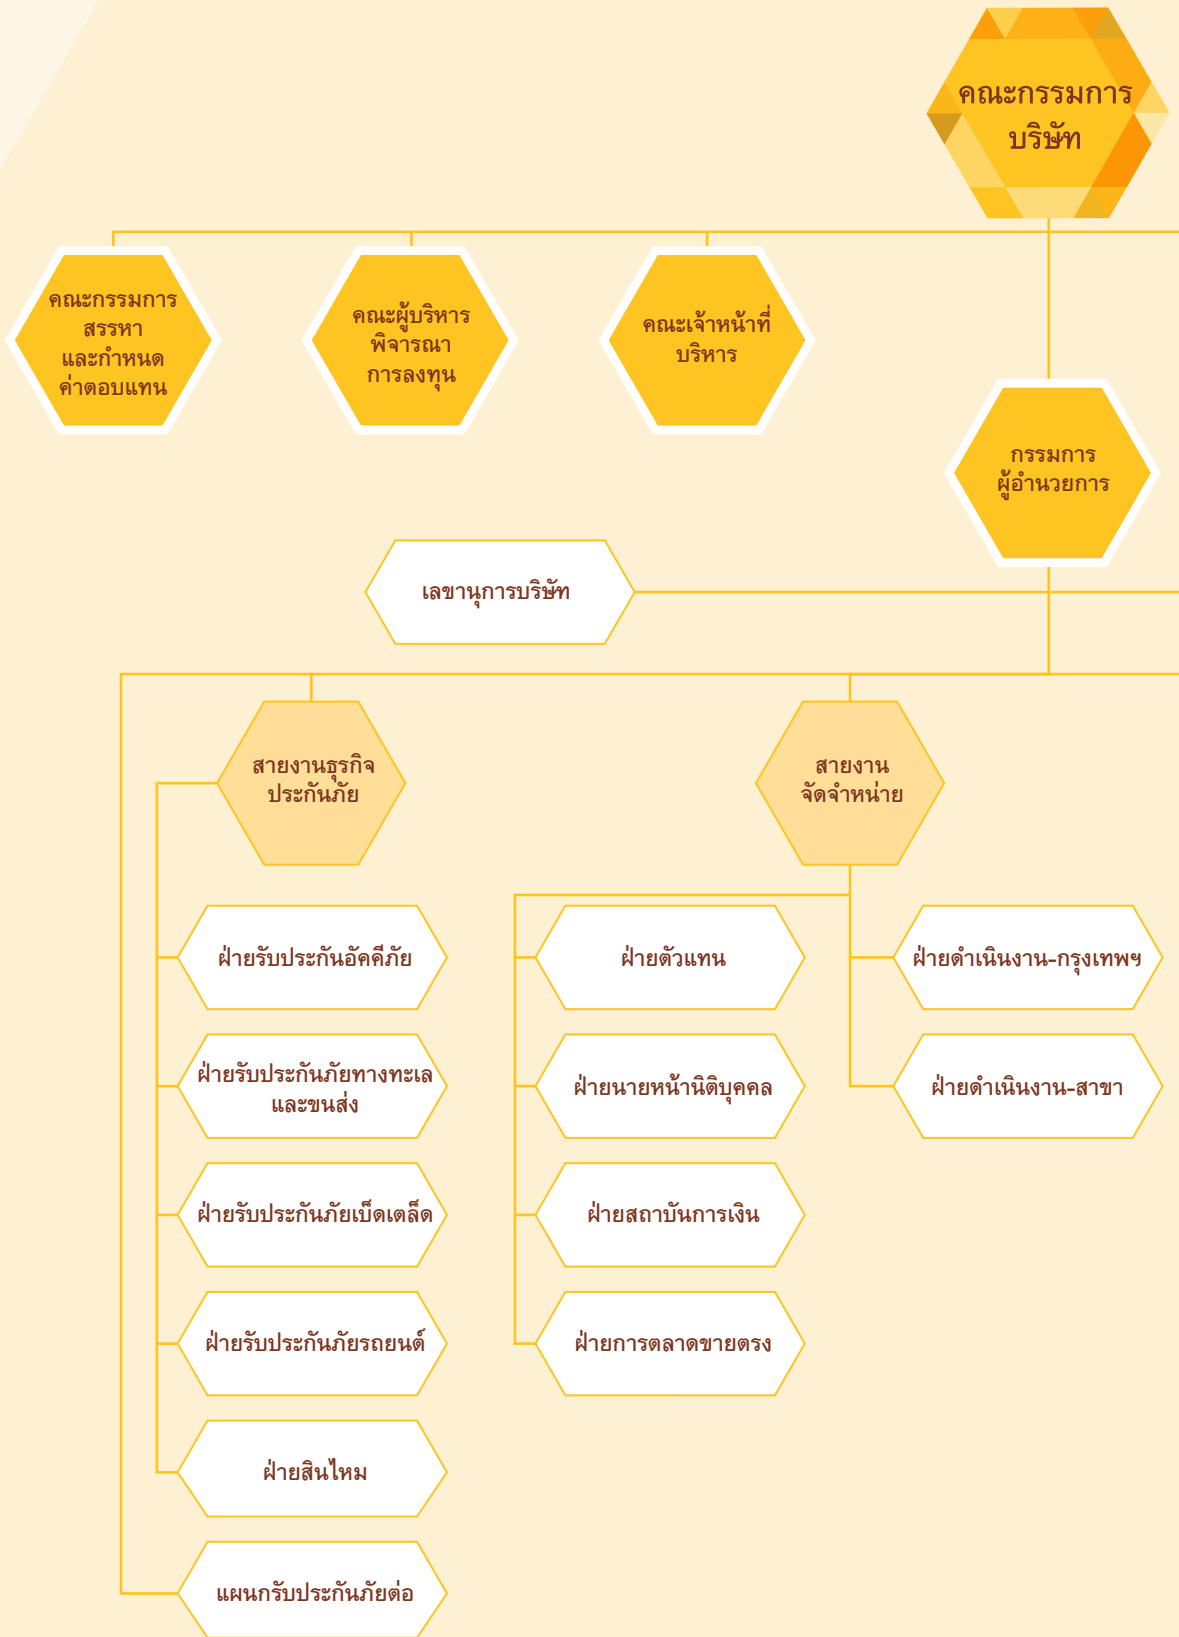 คณะกรรมการ
บริษัท
คณะกรรมการ
สรรหา
และกำหนด
ค่าตอบแทน
คณะผู้บริหาร
พิจารณา
การลงทุน
คณะเจ้าหน้าที่
บริหาร
กรรมการ
ผู้อำนวยการ
เลขานุการบริษัท
สายงานธุรกิจ
ประกันภัย
สายงาน
จัดจำหน่าย
ฝ่ายรับประกันอัคคีภัย
ฝ่ายรับประกันภัยทางทะเล
และขนส่ง
ฝ่ายรับประกันภัยเบ็ดเตล็ด
ฝ่ายรับประกันภัยรถยนต์
ฝ่ายสินไหม
แผนกรับประกันภัยต่อ
ฝ่ายตัวแทน
ฝ่ายนายหน้านิติบุคคล
ฝ่ายสถาบันการเงิน
ฝ่ายการตลาดขายตรง
ฝ่ายดำเนินงาน-กรุงเทพฯ
ฝ่ายดำเนินงาน-สาขา